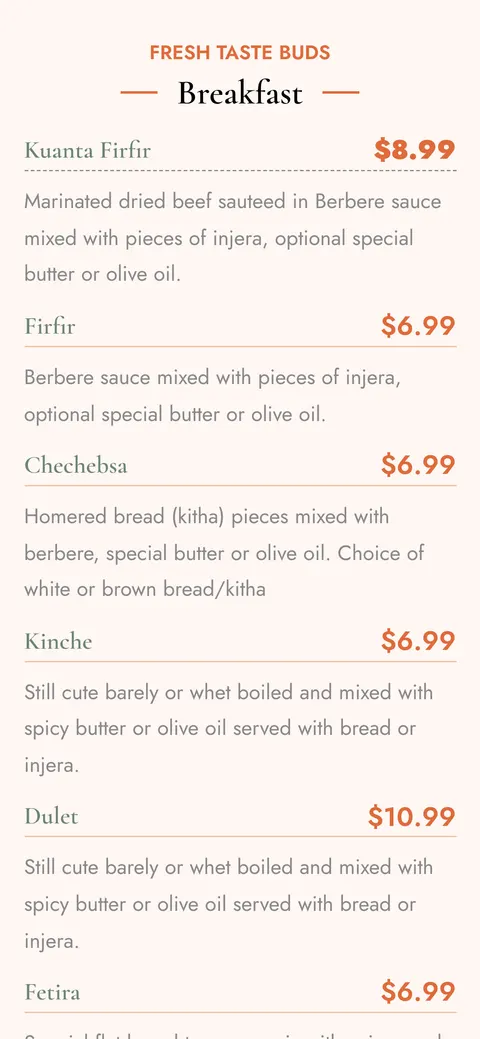 FRESH TASTE BUDS
Breakfast
Kuanta Firfir $8.99
Marinated dried beef sauteed in Berbere sauce
mixed with pieces of injera, optional special
butter or olive oil.
Firfir $6.99
Berbere sauce mixed with pieces of injera,
optional special butter or olive oil.
Chechebsa $6.99
Homered bread (kitha) pieces mixed with
berbere, special butter or olive oil. Choice of
white or brown bread/kitha
Kinche $6.99
Still cute barely or whet boiled and mixed with
spicy butter or olive oil served with bread or
injera.
Dulet $10.99
Still cute barely or whet boiled and mixed with
spicy butter or olive oil served with bread or
injera.
Fetira $6.99